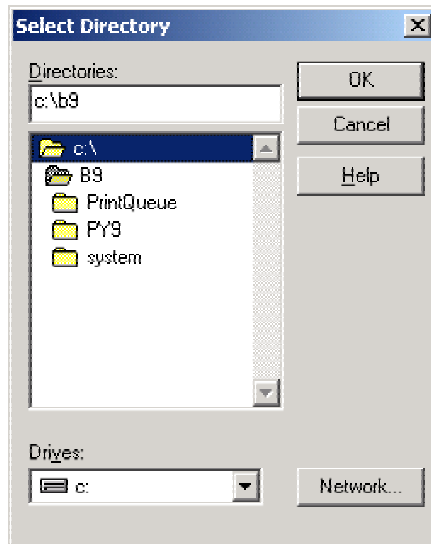 Select Directory
Directories:
c:\b9
OK
Cancel
Help
c:\
B9
PrintQueue
PY9
system
Drives:
c:
Network...